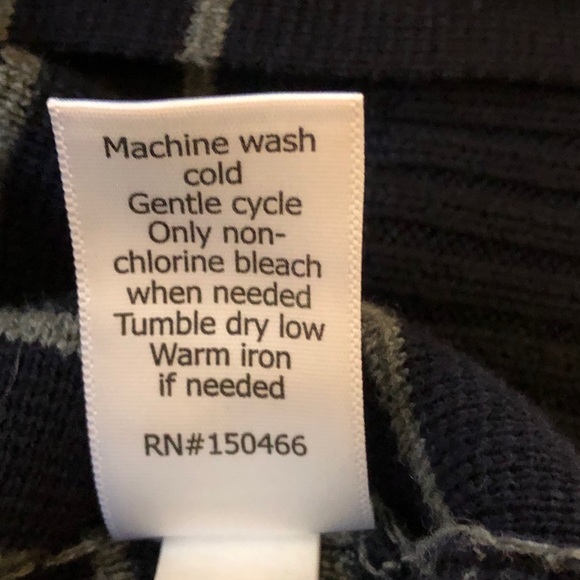 Machine wash
cold
Gentle cycle
Only non-
chlorine bleach
when needed
Tumble dry low
Warm iron
if needed
RN#150466